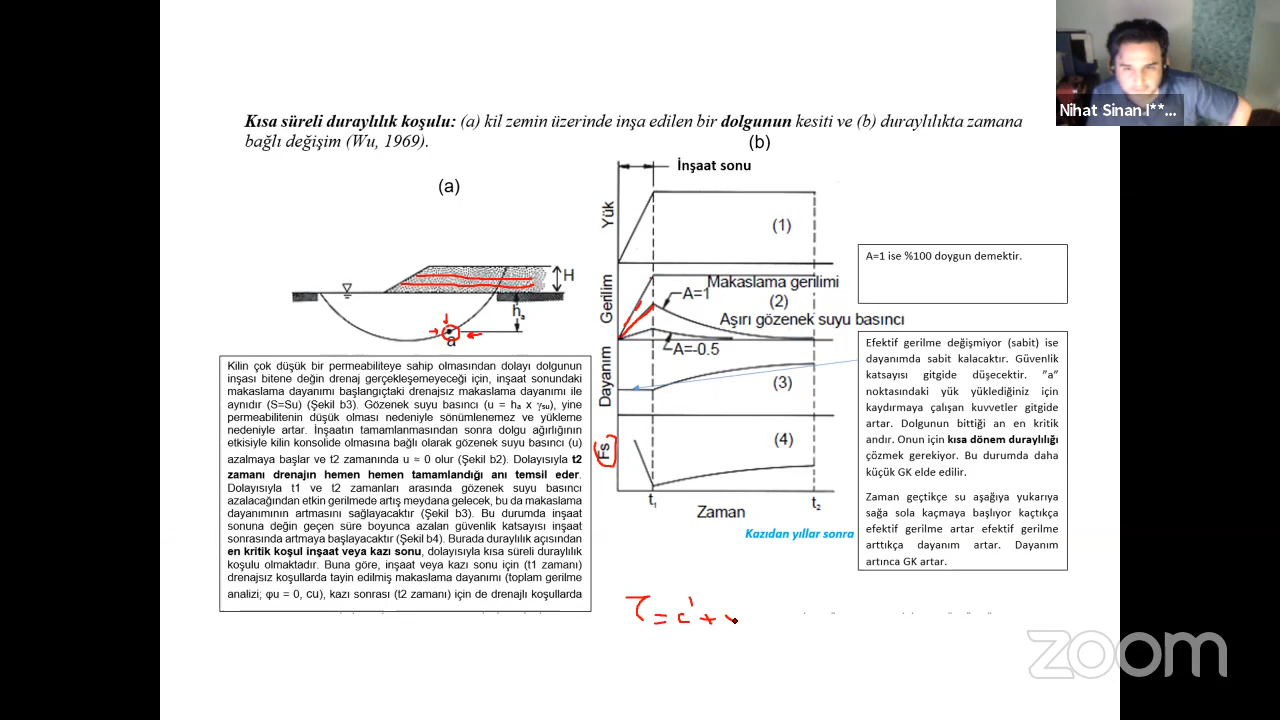 Nihat Sinan I**...
Kısa süreli duraylılık koşulu: (a) kil zemin üzerinde inşa edilen bir dolgunun kesiti ve (b) duraylılıkta zamana
bağlı değişim (Wu, 1969).
(a)
H
hₐ
a
(b)
İnşaat sonu
Yük
(1)
Gerilim
Makaslama gerilimi
A=1
(2)
Aşırı gözenek suyu basıncı
A=-0.5
Dayanım
(3)
Fs
(4)
t₁
Zaman
t₂
Kazıdan yıllar sonra
A=1 ise %100 doygun demektir.
Efektif gerilme değişmiyor (sabit) ise
dayanımda sabit kalacaktır. Güvenlik
katsayısı gitgide düşecektir. ”a”
noktasındaki yük yüklediğiniz için
kaydırmaya çalışan kuvvetler gitgide
artar. Dolgunun bittiği an en kritik
andır. Onun için kısa dönem duraylılığı
çözmek gerekiyor. Bu durumda daha
küçük GK elde edilir.
Zaman geçtikçe su aşağıya yukarıya
sağa sola kaçmaya başlıyor kaçtıkça
efektif gerilme artar efektif gerilme
arttıkça dayanım artar. Dayanım
artınca GK artar.
Kilin çok düşük bir permeabiliteye sahip olmasından dolayı dolgunun
inşası bitene değin drenaj gerçekleşemeyeceği için, inşaat sonundaki
makaslama dayanımı başlangıçtaki drenajsız makaslama dayanımı ile
aynıdır (S=Su) (Şekil b3). Gözenek suyu basıncı (u = hₐ x γsu), yine
permeabilitenin düşük olması nedeniyle sönümlenemez ve yükleme
nedeniyle artar. İnşaatın tamamlanmasından sonra dolgu ağırlığının
etkisiyle kilin konsolide olmasına bağlı olarak gözenek suyu basıncı (u)
azalmaya başlar ve t2 zamanında u ≈ 0 olur (Şekil b2). Dolayısıyla t2
zamanı drenajın hemen hemen tamamlandığı anı temsil eder.
Dolayısıyla t1 ve t2 zamanları arasında gözenek suyu basıncı
azalacağından etkin gerilmede artış meydana gelecek, bu da makaslama
dayanımının artmasını sağlayacaktır (Şekil b3). Bu durumda inşaat
sonuna değin geçen süre boyunca azalan güvenlik katsayısı inşaat
sonrasında artmaya başlayacaktır (Şekil b4). Burada duraylılık açısından
en kritik koşul inşaat veya kazı sonu, dolayısıyla kısa süreli duraylılık
koşulu olmaktadır. Buna göre, inşaat veya kazı sonu için (t1 zamanı)
drenajsız koşullarda tayin edilmiş makaslama dayanımı (toplam gerilme
analizi; φu = 0, cu), kazı sonrası (t2 zamanı) için de drenajlı koşullarda
τ = c' +
zoom